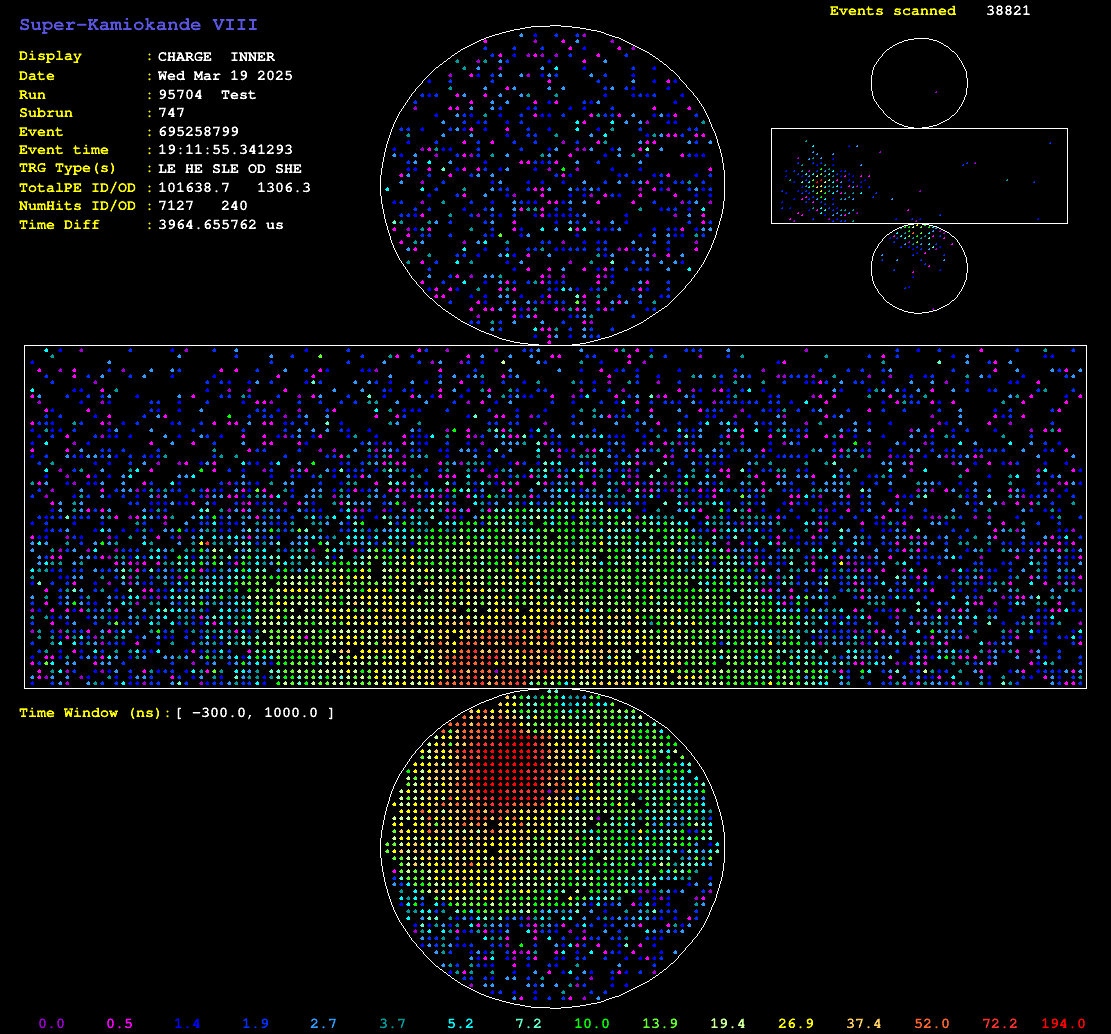 Super-Kamiokande VIII
Events scanned 38821
Display : CHARGE INNER
Date : Wed Mar 19 2025
Run : 95704 Test
Subrun : 747
Event : 695258799
Event time : 19:11:55.341293
TRG Type(s) : LE HE SLE OD SHE
TotalPE ID/OD : 101638.7 1306.3
NumHits ID/OD : 7127 240
Time Diff : 3964.655762 us
Time Window (ns):[ -300.0, 1000.0 ]
0.0 0.5 1.4 1.9 2.7 3.7 5.2 7.2 10.0 13.9 19.4 26.9 37.4 52.0 72.2 194.0